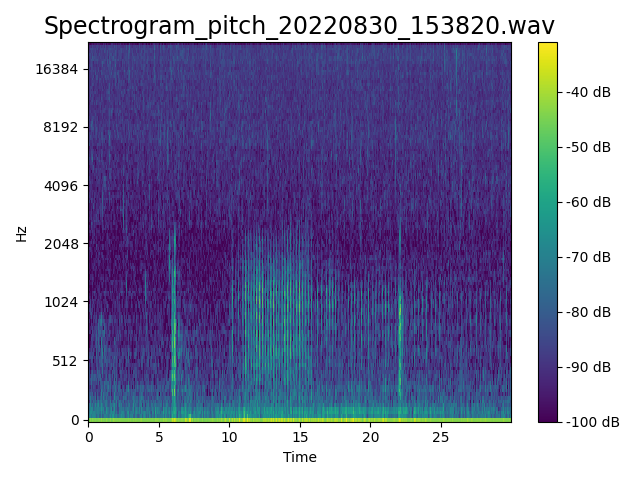 Spectrogram_pitch_20220830_153820.wav
16384
8192
4096
2048
1024
512
0
Hz
0 5 10 15 20 25
Time
-40 dB
-50 dB
-60 dB
-70 dB
-80 dB
-90 dB
-100 dB